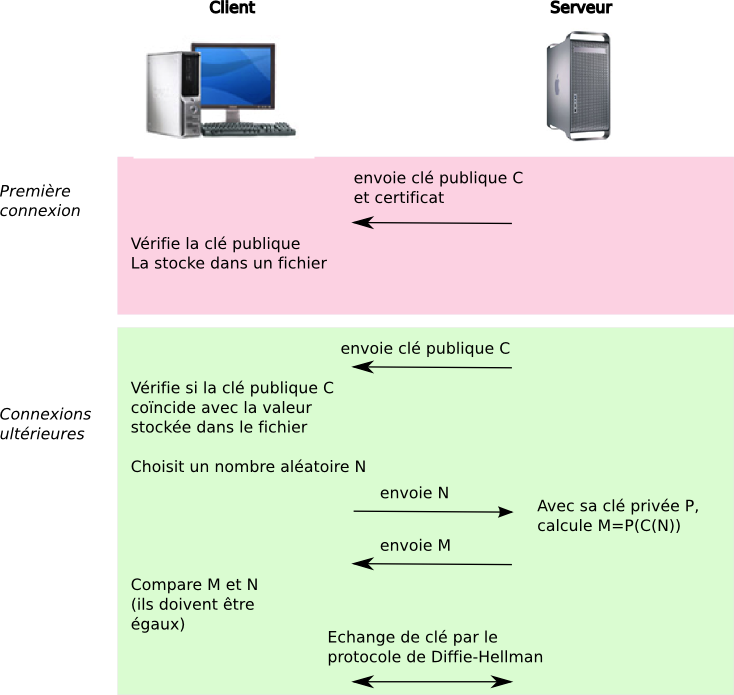 Client
Serveur
Première
connexion
envoie clé publique C
et certificat
Vérifie la clé publique
La stocke dans un fichier
Connexions
ultérieures
envoie clé publique C
Vérifie si la clé publique C
coïncide avec la valeur
stockée dans le fichier
Choisit un nombre aléatoire N
envoie N
Avec sa clé privée P,
calcule M=P(C(N))
envoie M
Compare M et N
(ils doivent être
égaux)
Echange de clé par le
protocole de Diffie-Hellman